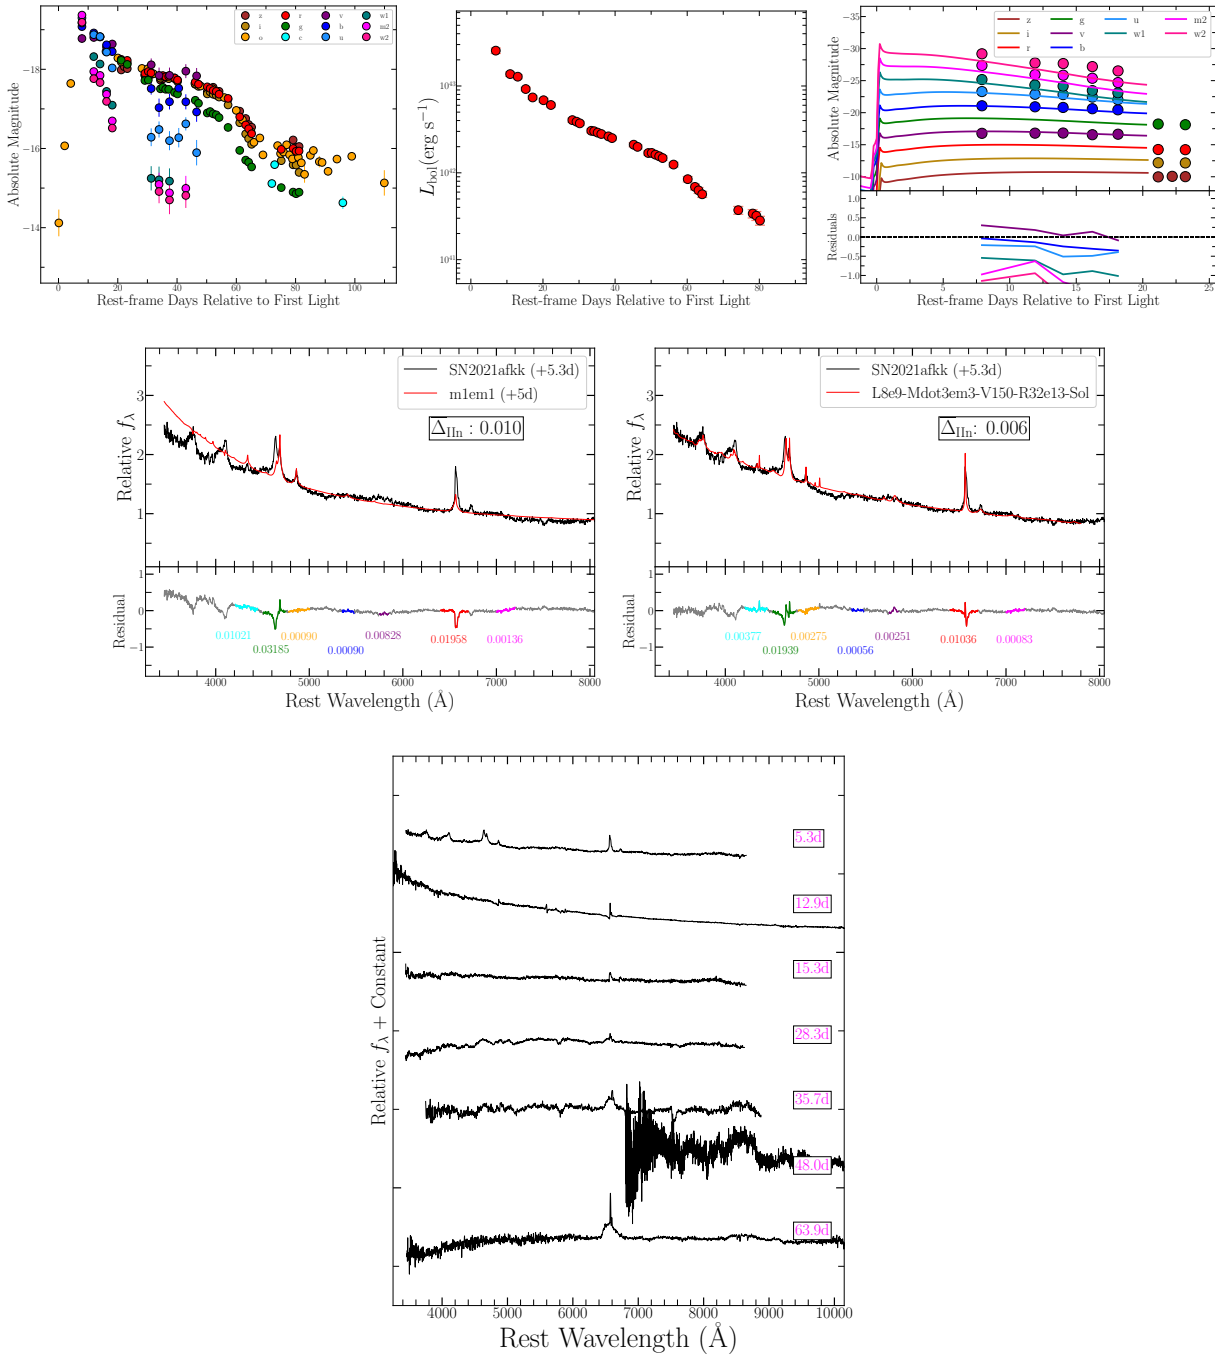 Absolute Magnitude
−18
−16
−14
z
r
v
w1
i
g
b
m2
o
c
u
w2
0
20
40
60
80
100
Rest-frame Days Relative to First Light
L_bol(erg s⁻¹)
10⁴³
10⁴²
10⁴¹
0
20
40
60
80
Rest-frame Days Relative to First Light
Absolute Magnitude
−35
−30
−25
−20
−15
−10
z
g
u
m2
i
v
w1
w2
r
b
Residuals
1.0
0.5
0.0
−0.5
−1.0
0
5
10
15
20
25
Rest-frame Days Relative to First Light
Relative f_λ
3
2
1
SN2021afkk (+5.3d)
m1em1 (+5d)
Δ̅_IIn : 0.010
Residual
1
0
−1
0.01021
0.00090
0.00828
0.01958
0.00136
0.03185
0.00090
4000
5000
6000
7000
8000
Rest Wavelength (Å)
Relative f_λ
3
2
1
SN2021afkk (+5.3d)
L8e9-Mdot3em3-V150-R32e13-Sol
Δ̅_IIn: 0.006
Residual
1
0
−1
0.00377
0.00275
0.00251
0.01036
0.00083
0.01939
0.00056
4000
5000
6000
7000
8000
Rest Wavelength (Å)
Relative f_λ + Constant
5.3d
12.9d
15.3d
28.3d
35.7d
48.0d
63.9d
4000
5000
6000
7000
8000
9000
10000
Rest Wavelength (Å)